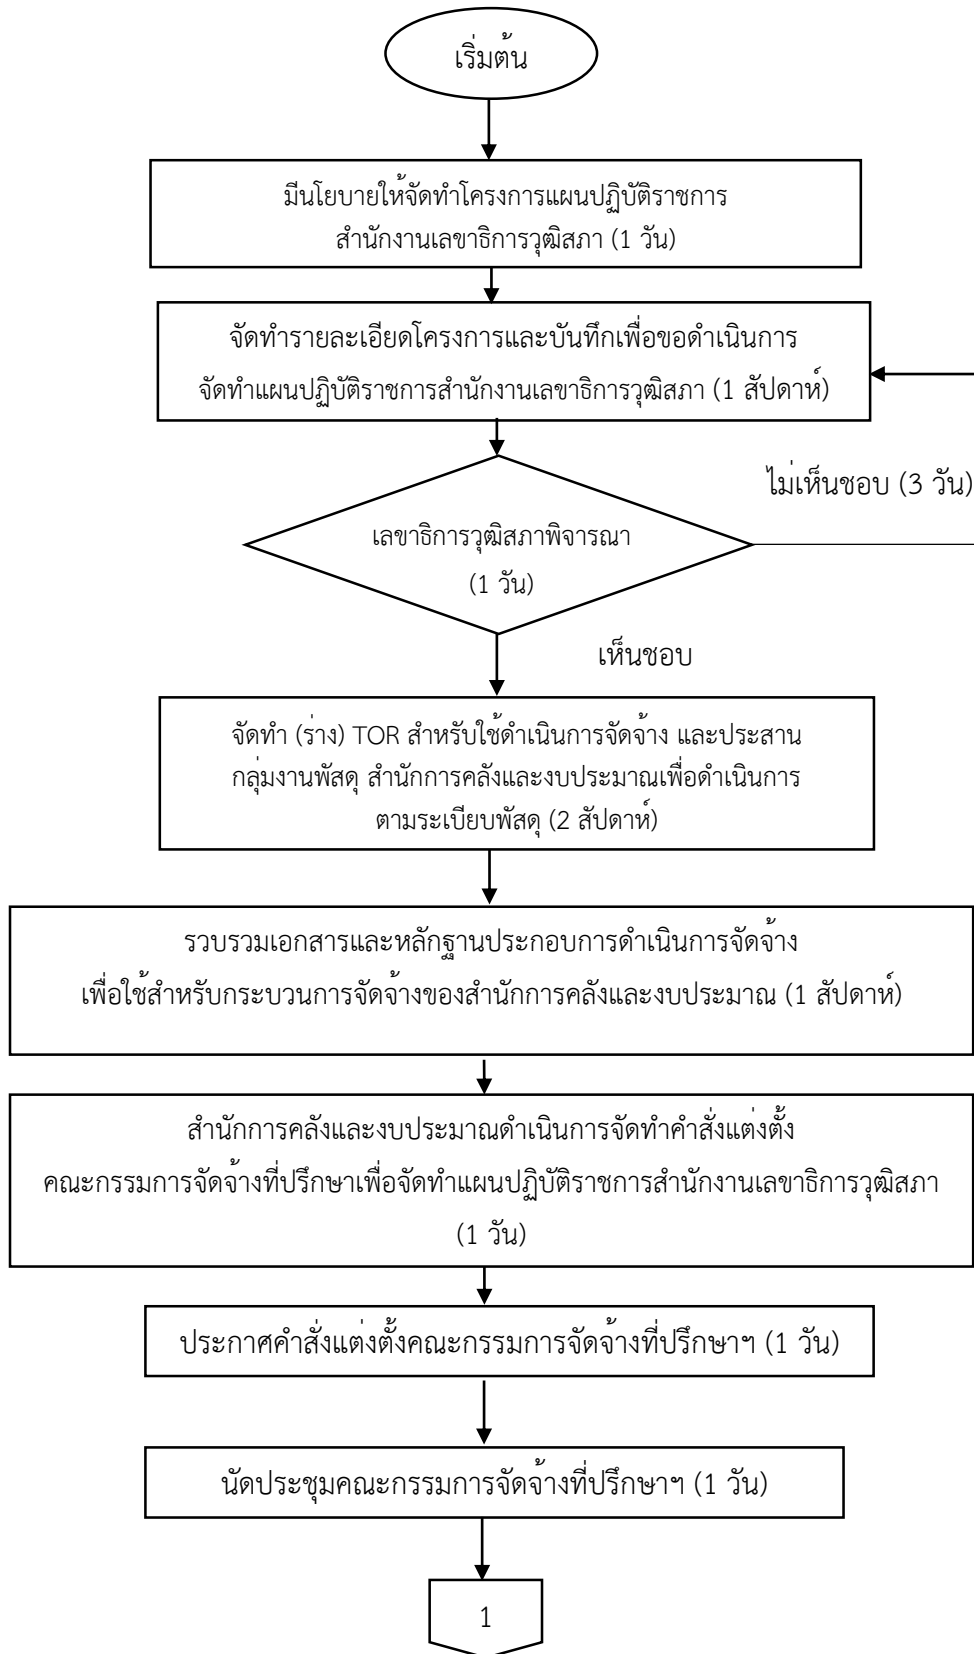 เริ่มต้น
มีนโยบายให้จัดทำโครงการแผนปฏิบัติราชการ
สำนักงานเลขาธิการวุฒิสภา (1 วัน)
จัดทำรายละเอียดโครงการและบันทึกเพื่อขอดำเนินการ
จัดทำแผนปฏิบัติราชการสำนักงานเลขาธิการวุฒิสภา (1 สัปดาห์)
ไม่เห็นชอบ (3 วัน)
เลขาธิการวุฒิสภาพิจารณา
(1 วัน)
เห็นชอบ
จัดทำ (ร่าง) TOR สำหรับใช้ดำเนินการจัดจ้าง และประสาน
กลุ่มงานพัสดุ สำนักการคลังและงบประมาณเพื่อดำเนินการ
ตามระเบียบพัสดุ (2 สัปดาห์)
รวบรวมเอกสารและหลักฐานประกอบการดำเนินการจัดจ้าง
เพื่อใช้สำหรับกระบวนการจัดจ้างของสำนักการคลังและงบประมาณ (1 สัปดาห์)
สำนักการคลังและงบประมาณดำเนินการจัดทำคำสั่งแต่งตั้ง
คณะกรรมการจัดจ้างที่ปรึกษาเพื่อจัดทำแผนปฏิบัติราชการสำนักงานเลขาธิการวุฒิสภา
(1 วัน)
ประกาศคำสั่งแต่งตั้งคณะกรรมการจัดจ้างที่ปรึกษาฯ (1 วัน)
นัดประชุมคณะกรรมการจัดจ้างที่ปรึกษาฯ (1 วัน)
1